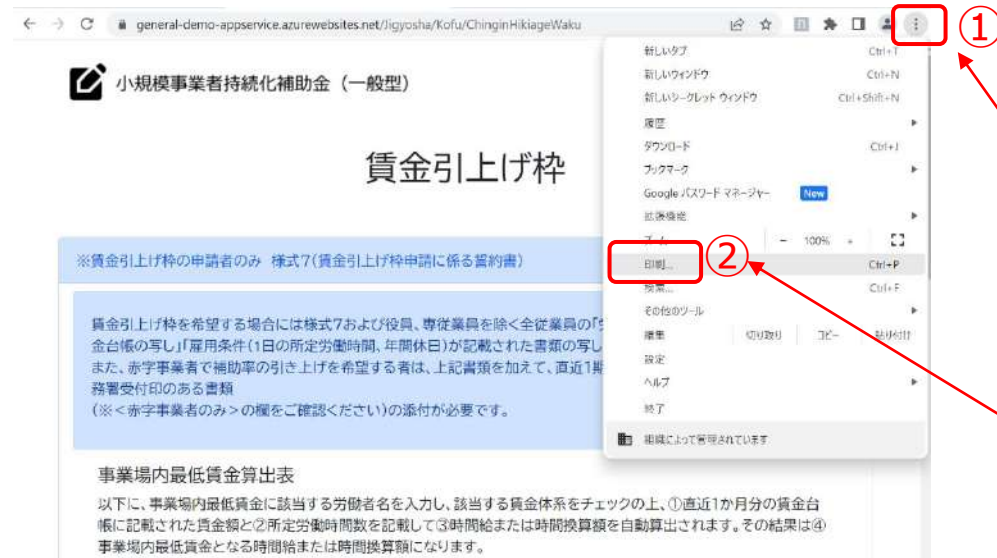 general-demo-appservice.azurewebsites.net/Jigyosha/Kofu/ChinginHikiageWaku
①
小規模事業者持続化補助金（一般型）
賃金引上げ枠
新しいタブ Ctrl+T
新しいウィンドウ Ctrl+N
新しいシークレット ウィンドウ Ctrl+Shift+N
履歴
ダウンロード Ctrl+J
ブックマーク
Google パスワード マネージャー New
拡張機能
ズーム - 100% +
印刷... Ctrl+P
②
検索... Ctrl+F
その他のツール
編集 切り取り コピー 貼り付け
設定
ヘルプ
終了
組織によって管理されています
※賃金引上げ枠の申請者のみ 様式7(賃金引上げ枠申請に係る誓約書)
賃金引上げ枠を希望する場合には様式7および役員、専従業員を除く全従業員の「
金台帳の写し」「雇用条件(1日の所定労働時間、年間休日)が記載された書類の写し
また、赤字事業者で補助率の引き上げを希望する者は、上記書類を加えて、直近1期
務署受付印のある書類
(※＜赤字事業者のみ＞の欄をご確認ください)の添付が必要です。
事業場内最低賃金算出表
以下に、事業場内最低賃金に該当する労働者名を入力し、該当する賃金体系をチェックの上、①直近1か月分の賃金台
帳に記載された賃金額と②所定労働時間数を記載して③時間給または時間換算額を自動算出されます。その結果は④
事業場内最低賃金となる時間給または時間換算額になります。